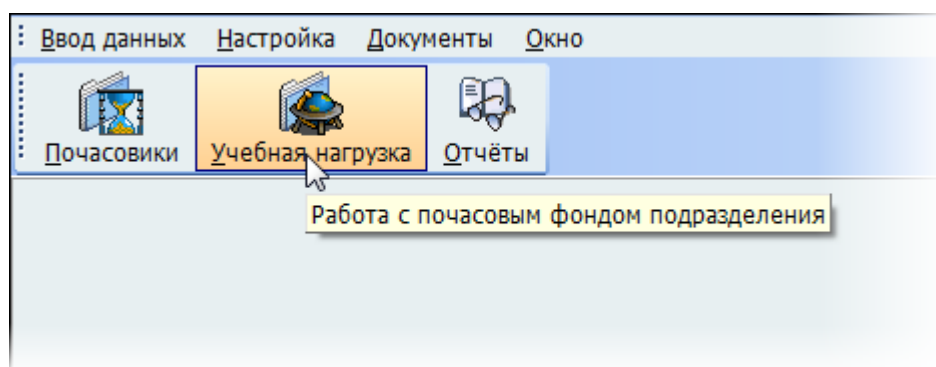 Ввод данных Настройка Документы Окно
Почасовики Учебная нагрузка Отчёты
Работа с почасовым фондом подразделения